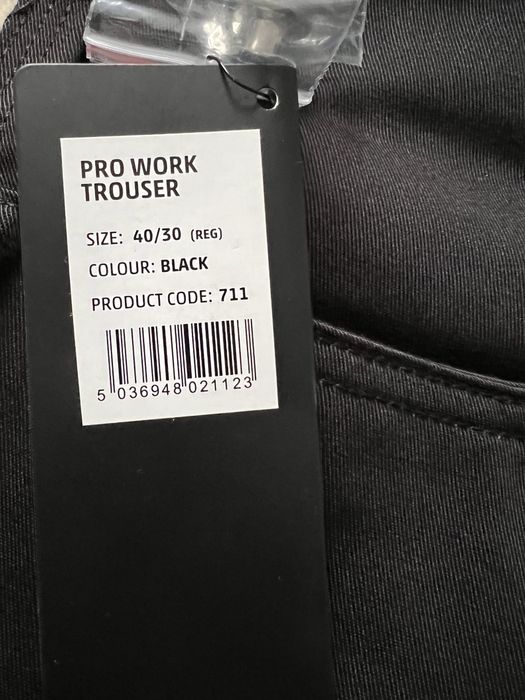 PRO WORK
TROUSER
SIZE: 40/30 (REG)
COLOUR: BLACK
PRODUCT CODE: 711
5 036948 021123